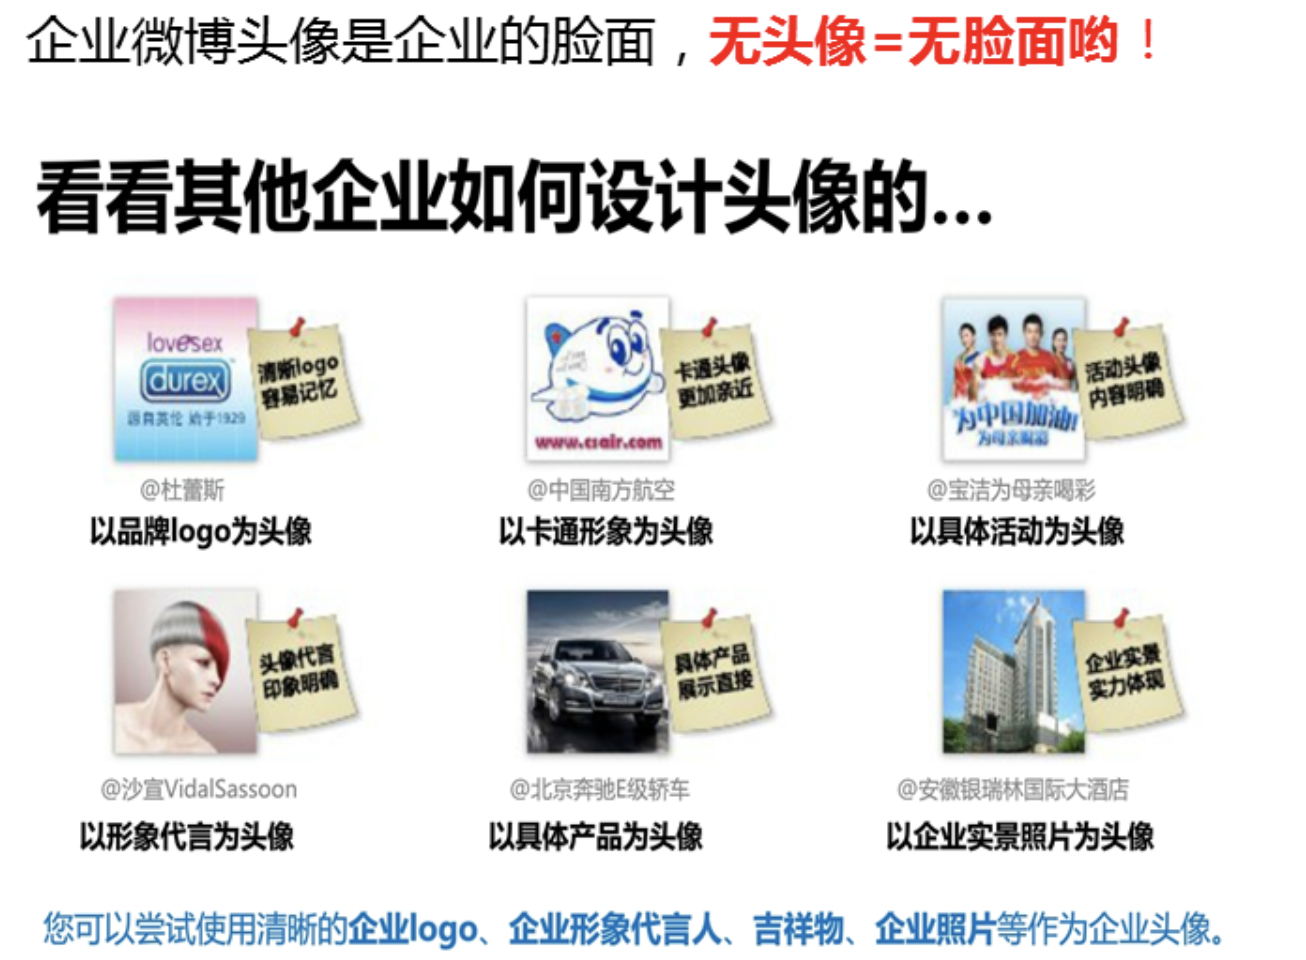 企业微博头像是企业的脸面，无头像=无脸面哟！
看看其他企业如何设计头像的...
lovesex
durex
源自英伦 始于1929
清晰logo
容易记忆
www.csair.com
卡通头像
更加亲近
为中国加油!
为母亲喝彩
活动头像
内容明确
@杜蕾斯
@中国南方航空
@宝洁为母亲喝彩
以品牌logo为头像
以卡通形象为头像
以具体活动为头像
头像代言
印象明确
具体产品
展示直接
企业实景
实力体现
@沙宣VidalSassoon
@北京奔驰E级轿车
@安徽银瑞林国际大酒店
以形象代言为头像
以具体产品为头像
以企业实景照片为头像
您可以尝试使用清晰的企业logo、企业形象代言人、吉祥物、企业照片等作为企业头像。